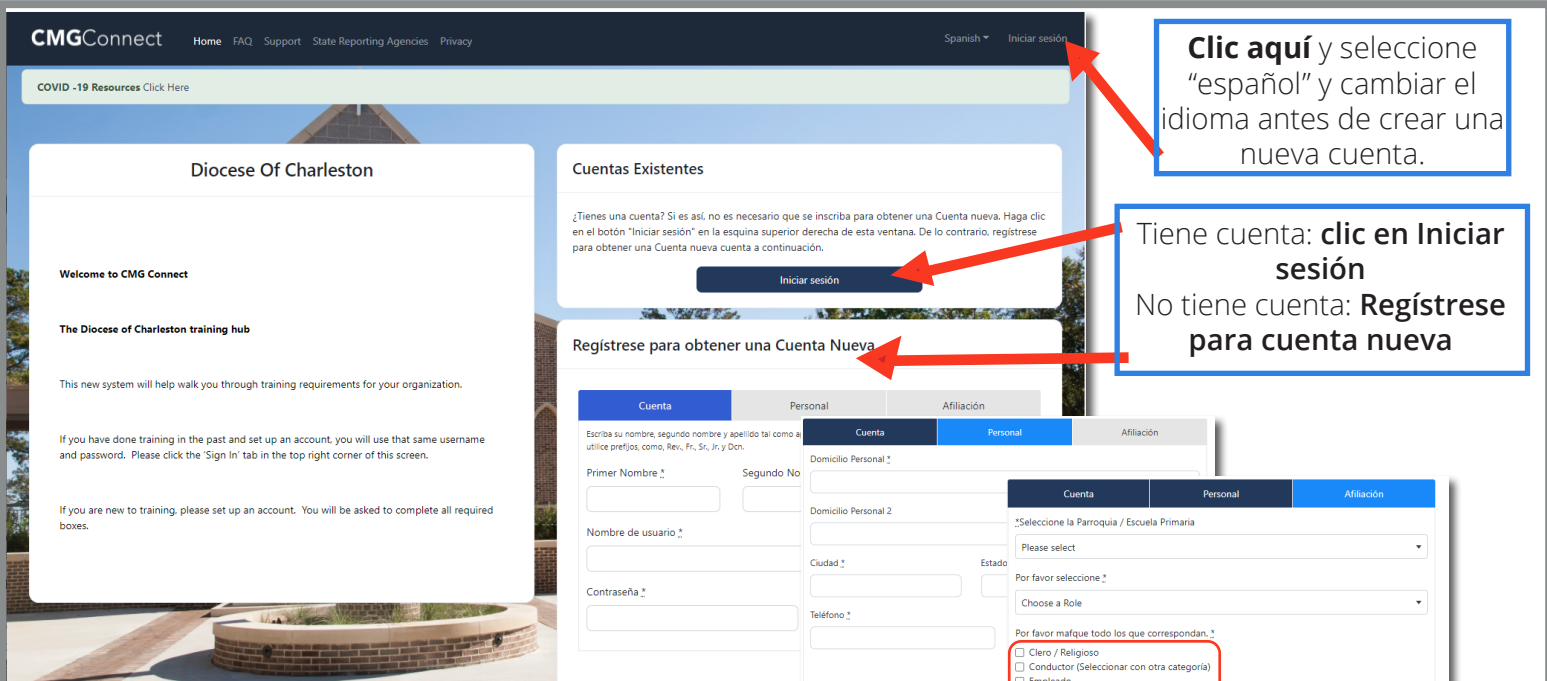 CMGConnect Home FAQ Support State Reporting Agencies Privacy Spanish Iniciar sesión
COVID -19 Resources Click Here
Clic aquí y seleccione
“español” y cambiar el
idioma antes de crear una
nueva cuenta.
Diocese Of Charleston
Welcome to CMG Connect
The Diocese of Charleston training hub
This new system will help walk you through training requirements for your organization.
If you have done training in the past and set up an account, you will use that same username
and password. Please click the 'Sign In' tab in the top right corner of this screen.
If you are new to training, please set up an account. You will be asked to complete all required
boxes.
Cuentas Existentes
¿Tienes una cuenta? Si es así, no es necesario que se inscriba para obtener una Cuenta nueva. Haga clic
en el botón "Iniciar sesión" en la esquina superior derecha de esta ventana. De lo contrario, regístrese
para obtener una Cuenta nueva cuenta a continuación.
Iniciar sesión
Tiene cuenta: clic en Iniciar
sesión
No tiene cuenta: Regístrese
para cuenta nueva
Regístrese para obtener una Cuenta Nueva
Cuenta Personal Afiliación
Escriba su nombre, segundo nombre y apellido tal como
utilice prefijos, como, Rev., Fr., Sr., Jr. y Dcn.
Primer Nombre * Segundo No
Nombre de usuario *
Contraseña *
Cuenta Personal Afiliación
Domicilio Personal *
Domicilio Personal 2
Ciudad * Estado
Teléfono *
Cuenta Personal Afiliación
*Seleccione la Parroquia / Escuela Primaria
Please select
Por favor seleccione *
Choose a Role
Por favor mafque todo los que correspondan. *
Clero / Religioso
Conductor (Seleccionar con otra categoría)
Empleado